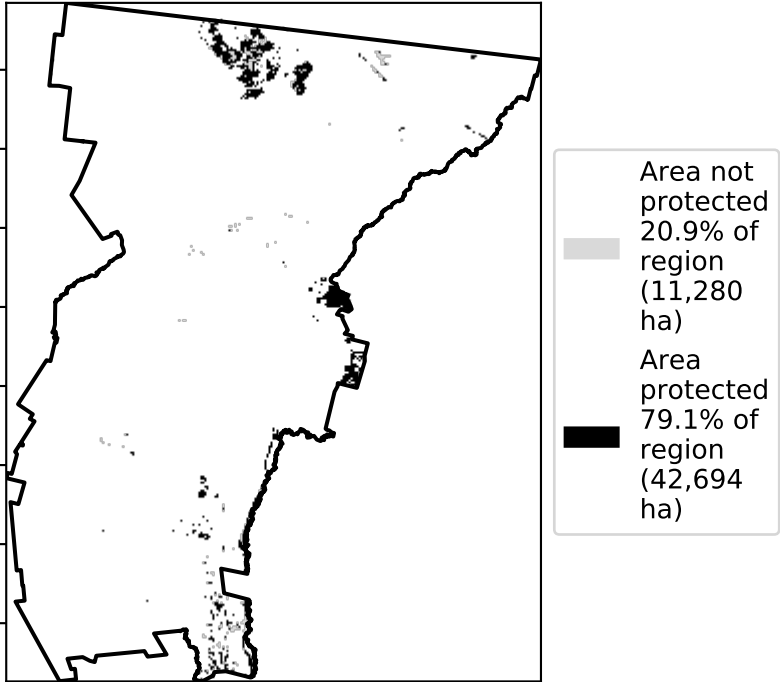 Area not
protected
20.9% of
region
(11,280
ha)
Area
protected
79.1% of
region
(42,694
ha)